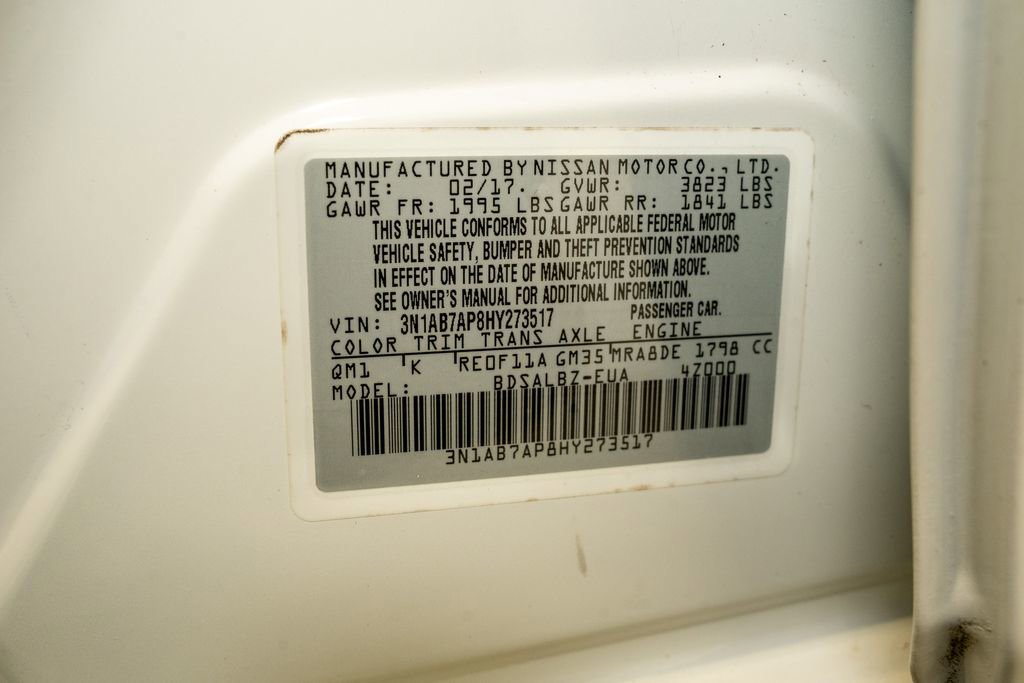 MANUFACTURED BY NISSAN MOTOR CO., LTD.
DATE: 02/17. GVWR: 3823 LBS
GAWR FR: 1995 LBS GAWR RR: 1841 LBS
THIS VEHICLE CONFORMS TO ALL APPLICABLE FEDERAL MOTOR
VEHICLE SAFETY, BUMPER AND THEFT PREVENTION STANDARDS
IN EFFECT ON THE DATE OF MANUFACTURE SHOWN ABOVE.
SEE OWNER'S MANUAL FOR ADDITIONAL INFORMATION.
VIN: 3N1AB7AP8HY273517 PASSENGER CAR.
COLOR TRIM TRANS AXLE ENGINE
QM1 K RE0F11A GM35 MRA8DE 1798 CC
MODEL: BDSALBZ-EUA 4Z000
3N1AB7AP8HY273517